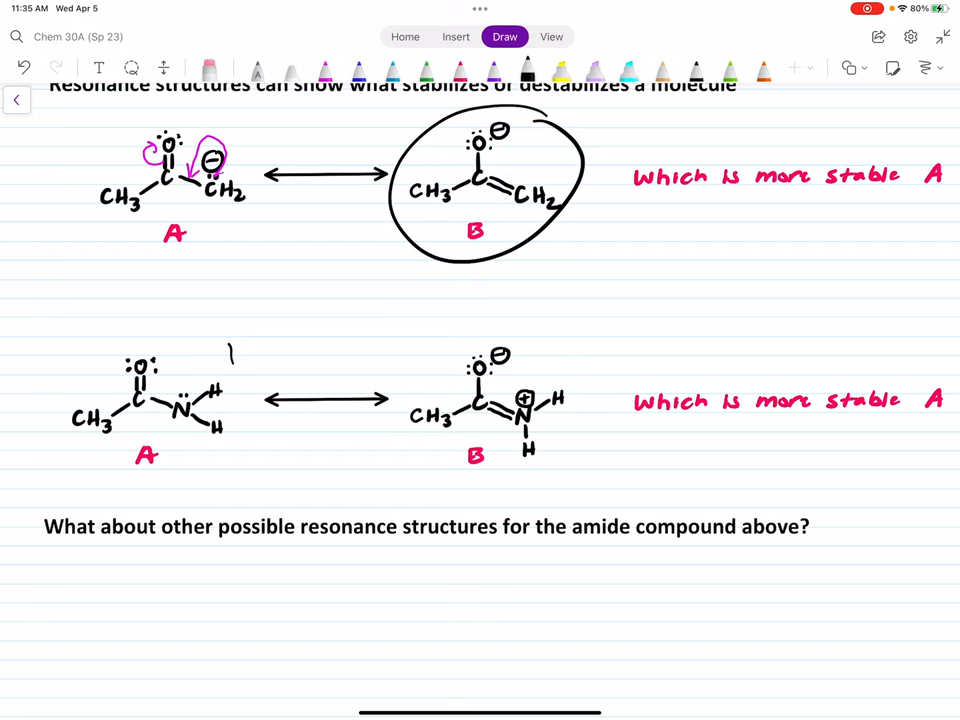 11:35 AM Wed Apr 5
80%
Chem 30A (Sp 23)
Home Insert Draw View
Resonance structures can show what stabilizes or destabilizes a molecule
:O: ⊖ :O: ⊖
C C
CH3 CH2 CH3 CH2 which is more stable A
A B
:O: :O: ⊖
C N H C ⊕ N H which is more stable A
CH3 H CH3 H
A B
What about other possible resonance structures for the amide compound above?